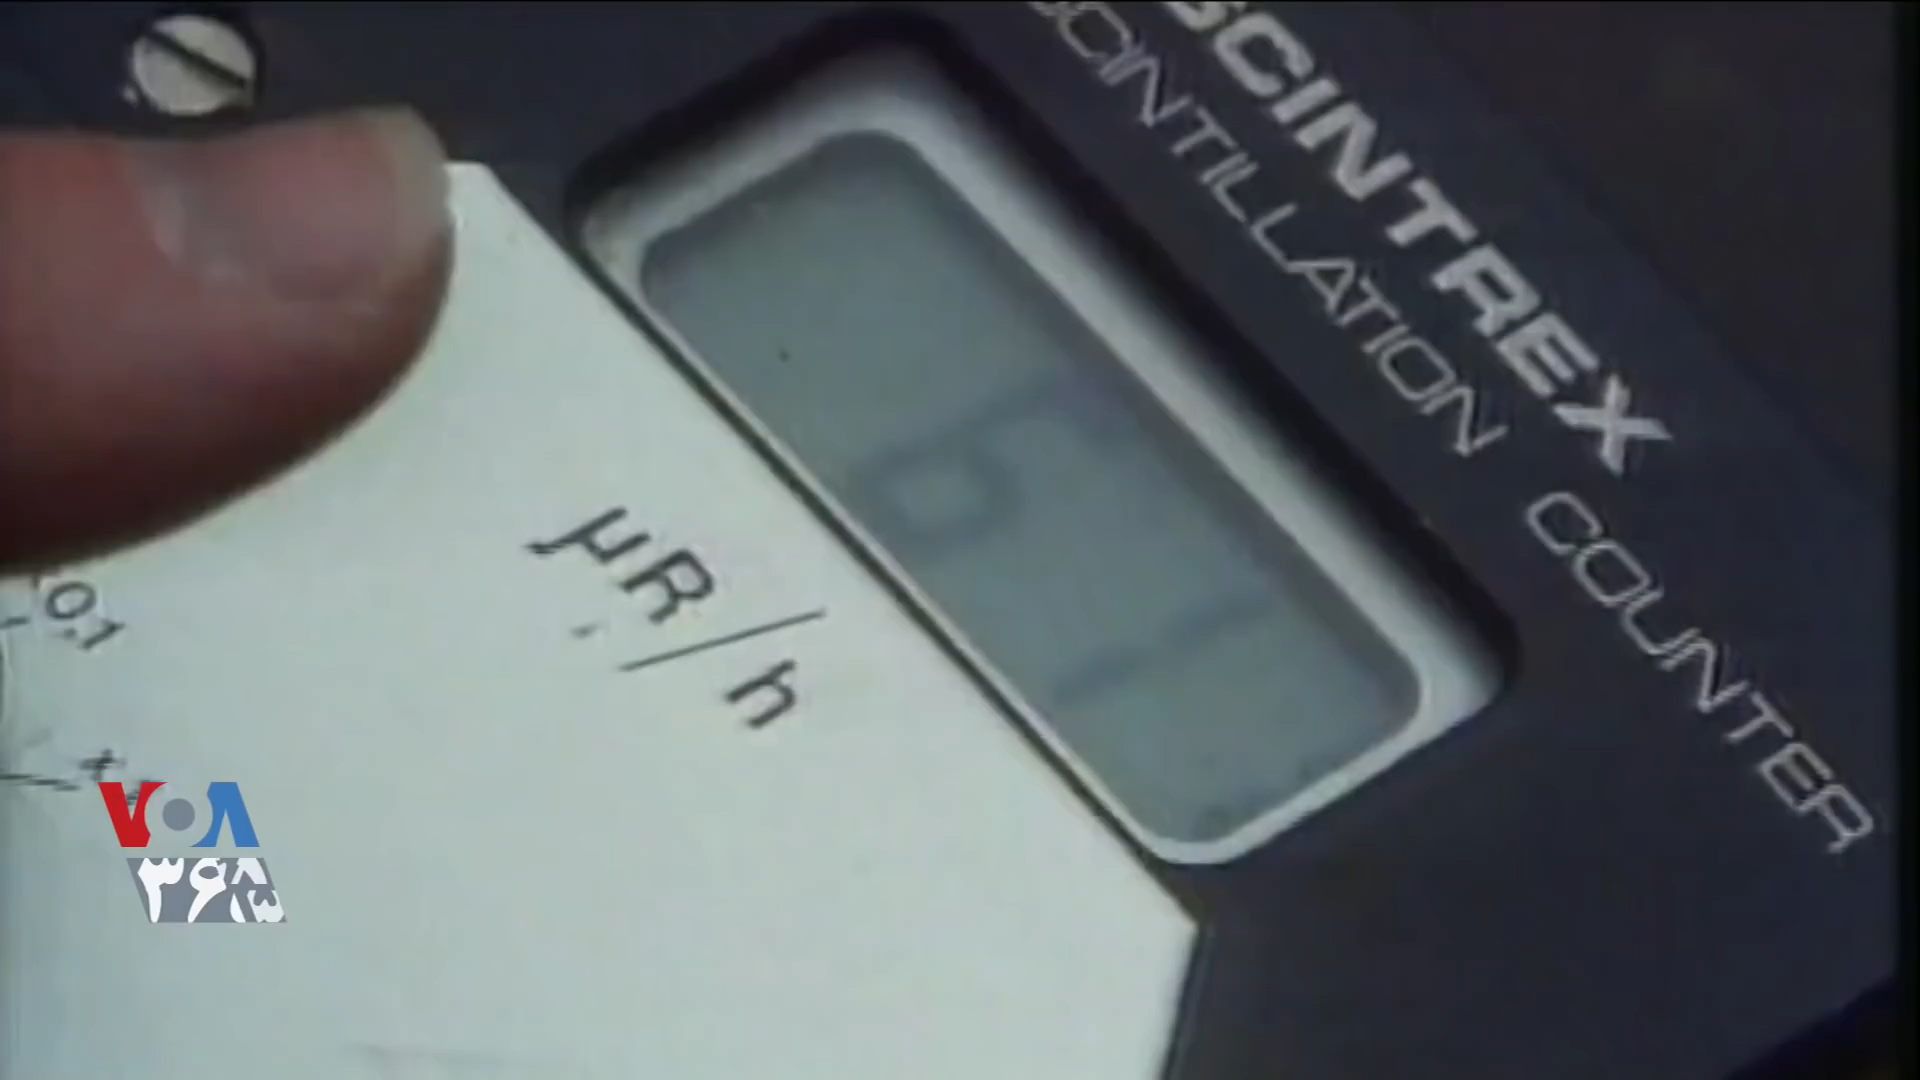 SCINTREX
SCINTILLATION COUNTER
µR/h
0,1
VOA
۳۶۵